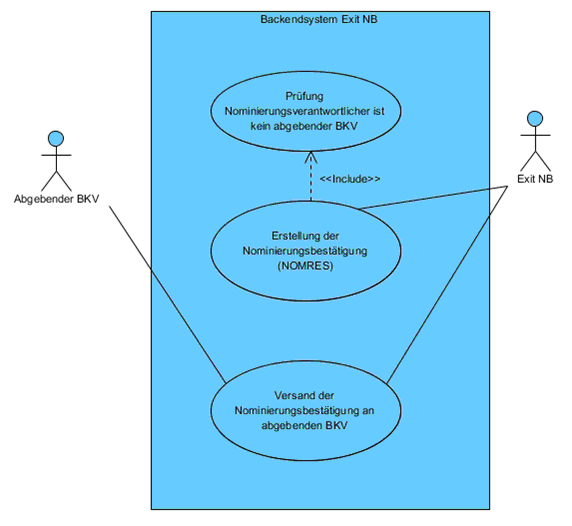 Backendsystem Exit NB
Prüfung
Nominierungsverantwortlicher ist
kein abgebender BKV
<<Include>>
Abgebender BKV
Exit NB
Erstellung der
Nominierungsbestätigung
(NOMRES)
Versand der
Nominierungsbestätigung an
abgebenden BKV